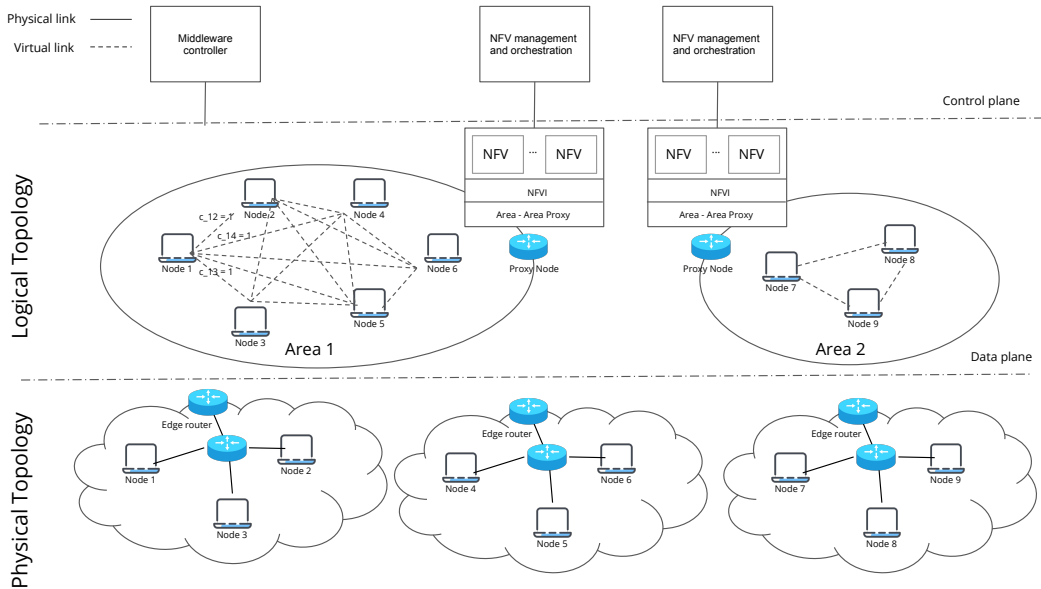 Physical link
Virtual link
Middleware
controller
NFV management
and orchestration
NFV management
and orchestration
Control plane
Logical Topology
NFV
...
NFV
NFVI
Area - Area Proxy
NFV
...
NFV
NFVI
Area - Area Proxy
c_12 = 1
c_14 = 1
c_13 = 1
Node 1
Node 2
Node 4
Node 6
Node 3
Node 5
Area 1
Proxy Node
Proxy Node
Node 7
Node 8
Node 9
Area 2
Data plane
Physical Topology
Edge router
Node 1
Node 2
Node 3
Edge router
Node 4
Node 6
Node 5
Edge router
Node 7
Node 9
Node 8